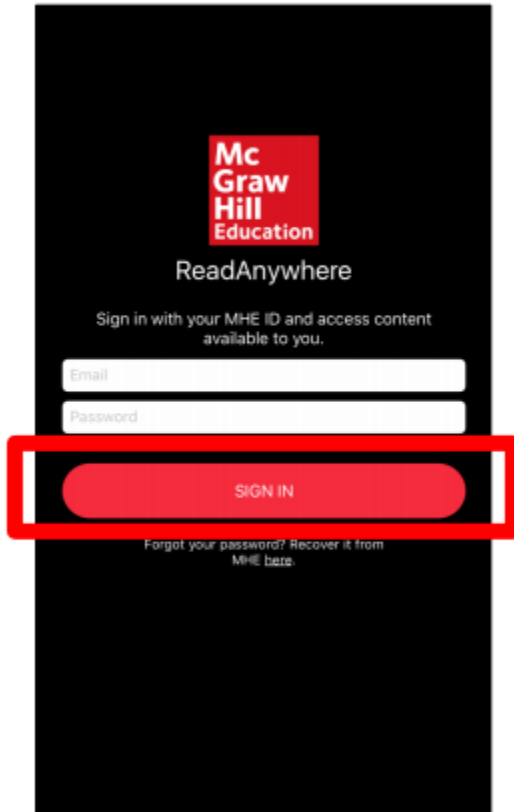 Mc
Graw
Hill
Education
ReadAnywhere
Sign in with your MHE ID and access content
available to you.
Email
Password
SIGN IN
Forgot your password? Recover it from
MHE here.